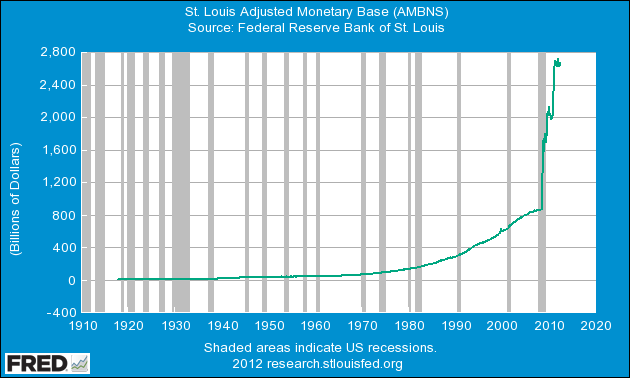 St. Louis Adjusted Monetary Base (AMBNS)
Source: Federal Reserve Bank of St. Louis
2,800
2,400
2,000
1,600
1,200
800
400
0
-400
(Billions of Dollars)
1910 1920 1930 1940 1950 1960 1970 1980 1990 2000 2010 2020
Shaded areas indicate US recessions.
FRED 2012 research.stlouisfed.org